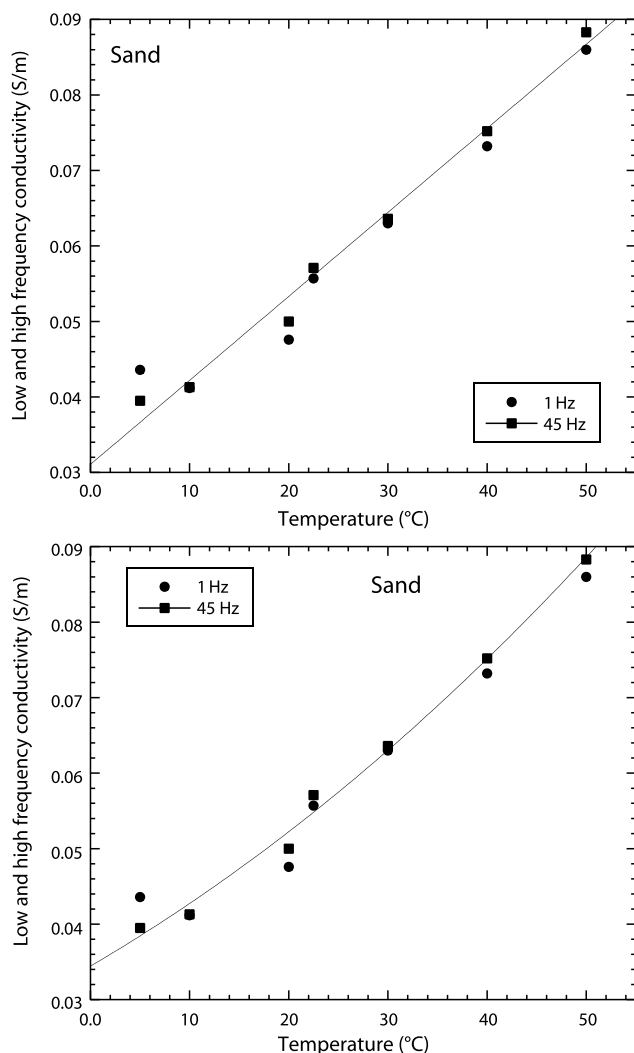 0.09
Sand
0.08
0.07
0.06
0.05
0.04
0.03
Low and high frequency conductivity (S/m)
1 Hz
45 Hz
0.0 10 20 30 40 50
Temperature (°C)
0.09
1 Hz
Sand
45 Hz
0.08
0.07
0.06
0.05
0.04
0.03
Low and high frequency conductivity (S/m)
0.0 10 20 30 40 50
Temperature (°C)